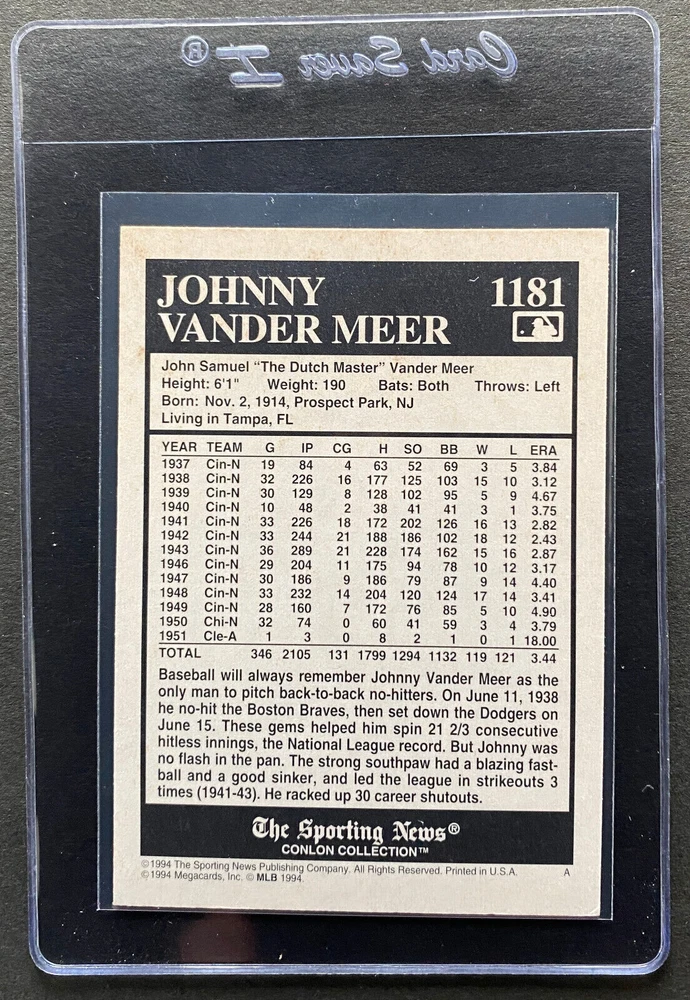 Card Saver I®
JOHNNY 1181
VANDER MEER
John Samuel "The Dutch Master" Vander Meer
Height: 6'1" Weight: 190 Bats: Both Throws: Left
Born: Nov. 2, 1914, Prospect Park, NJ
Living in Tampa, FL
YEAR TEAM G IP CG H SO BB W L ERA
1937 Cin-N 19 84 4 63 52 69 3 5 3.84
1938 Cin-N 32 226 16 177 125 103 15 10 3.12
1939 Cin-N 30 129 8 128 102 95 5 9 4.67
1940 Cin-N 10 48 2 38 41 41 3 1 3.75
1941 Cin-N 33 226 18 172 202 126 16 13 2.82
1942 Cin-N 33 244 21 188 186 102 18 12 2.43
1943 Cin-N 36 289 21 228 174 162 15 16 2.87
1946 Cin-N 29 204 11 175 94 78 10 12 3.17
1947 Cin-N 30 186 9 186 79 87 9 14 4.40
1948 Cin-N 33 232 14 204 120 124 17 14 3.41
1949 Cin-N 28 160 7 172 76 85 5 10 4.90
1950 Chi-N 32 74 0 60 41 59 3 4 3.79
1951 Cle-A 1 3 0 8 2 1 0 1 18.00
TOTAL 346 2105 131 1799 1294 1132 119 121 3.44
Baseball will always remember Johnny Vander Meer as the
only man to pitch back-to-back no-hitters. On June 11, 1938
he no-hit the Boston Braves, then set down the Dodgers on
June 15. These gems helped him spin 21 2/3 consecutive
hitless innings, the National League record. But Johnny was
no flash in the pan. The strong southpaw had a blazing fast-
ball and a good sinker, and led the league in strikeouts 3
times (1941-43). He racked up 30 career shutouts.
The Sporting News®
CONLON COLLECTION™
©1994 The Sporting News Publishing Company. All Rights Reserved. Printed in U.S.A. A
©1994 Megacards, Inc. © MLB 1994.